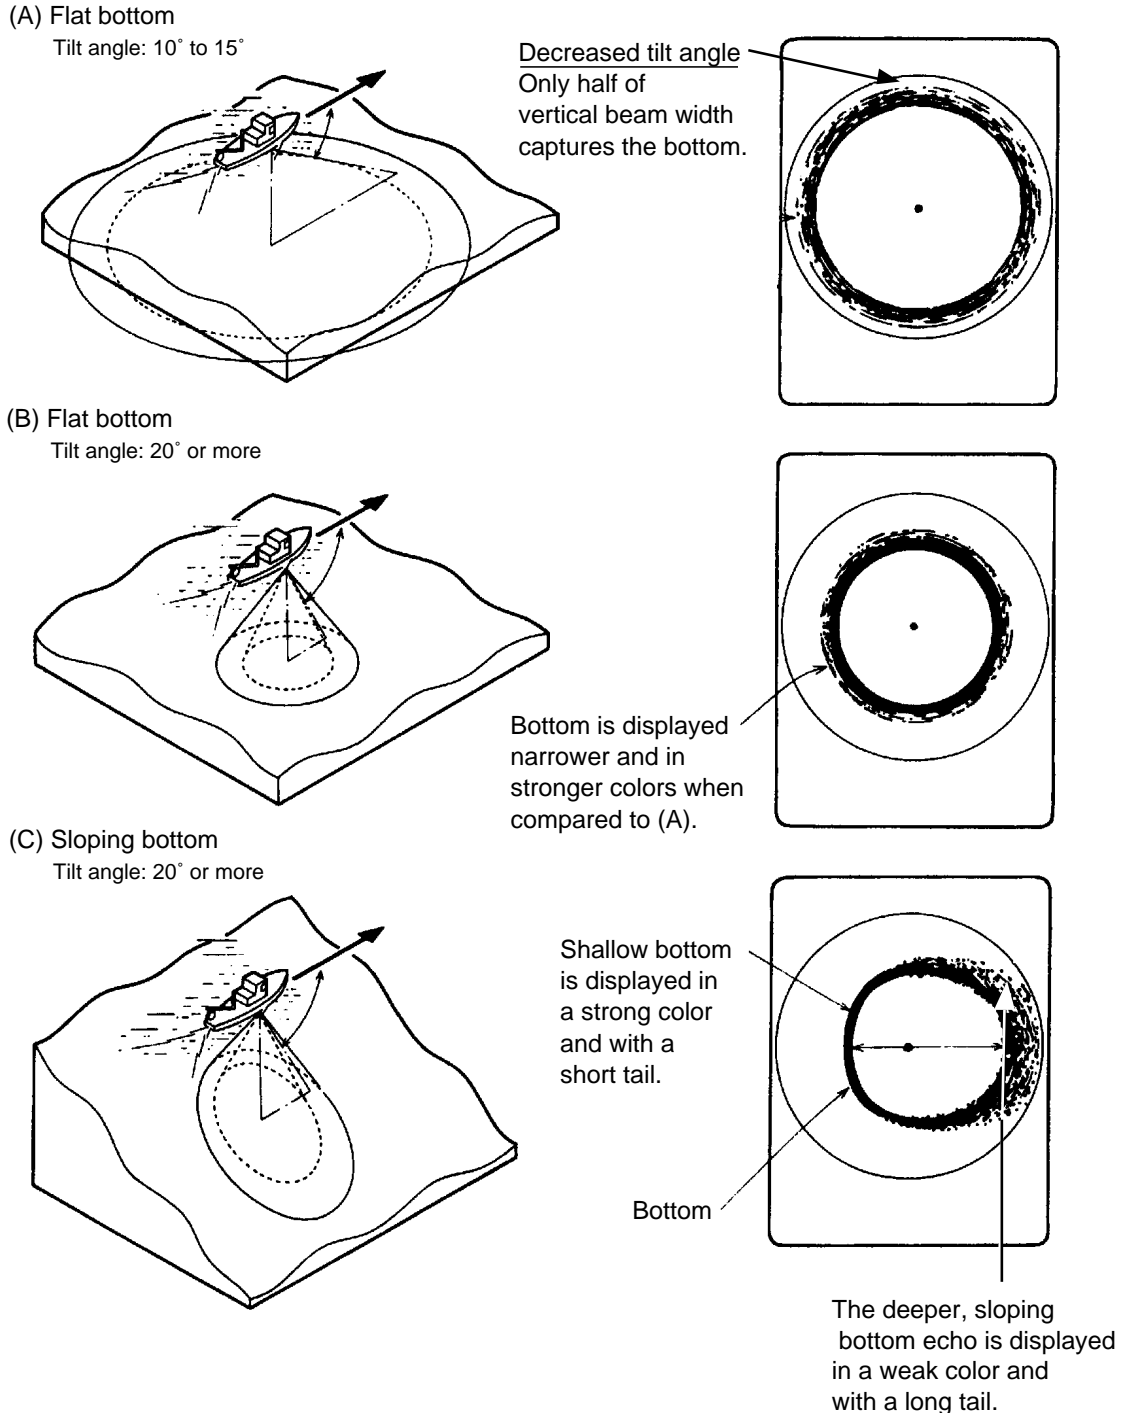 (A) Flat bottom
Tilt angle: 10˚ to 15˚
Decreased tilt angle
Only half of
vertical beam width
captures the bottom.
(B) Flat bottom
Tilt angle: 20˚ or more
Bottom is displayed
narrower and in
stronger colors when
compared to (A).
(C) Sloping bottom
Tilt angle: 20˚ or more
Shallow bottom
is displayed in
a strong color
and with a
short tail.
Bottom
The deeper, sloping
bottom echo is displayed
in a weak color and
with a long tail.